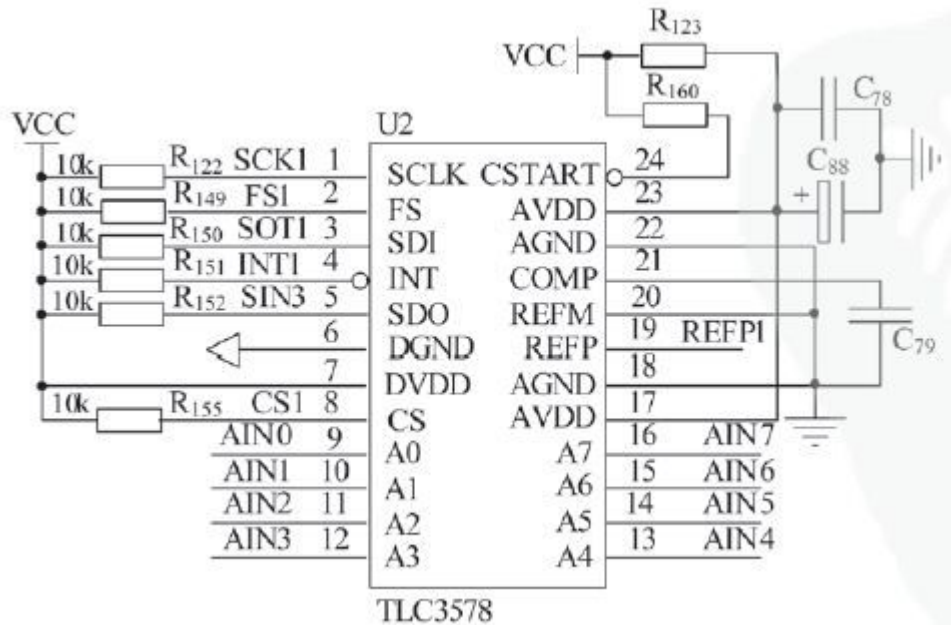 R123
VCC
R160
C78
U2
VCC
C88
10k R122 SCK1 1 SCLK CSTART 24
10k R149 FS1 2 FS AVDD 23
+
10k R150 SOT1 3 SDI AGND 22
10k R151 INT1 4 INT COMP 21
10k R152 SIN3 5 SDO REFM 20
6 DGND REFP 19 REFP1
C79
7 DVDD AGND 18
10k R155 CS1 8 CS AVDD 17
AIN0 9 A0 A7 16 AIN7
AIN1 10 A1 A6 15 AIN6
AIN2 11 A2 A5 14 AIN5
AIN3 12 A3 A4 13 AIN4
TLC3578